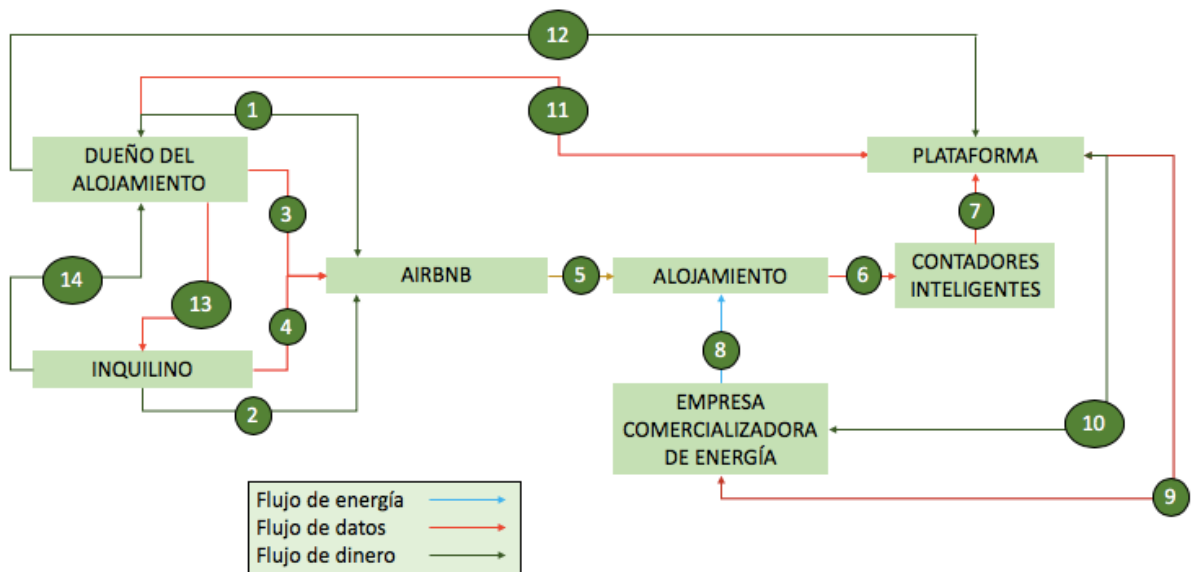 12
1
11
DUEÑO DEL
ALOJAMIENTO
PLATAFORMA
3
7
14
13
AIRBNB
5
ALOJAMIENTO
6
CONTADORES
INTELIGENTES
4
8
INQUILINO
2
EMPRESA
COMERCIALIZADORA
DE ENERGÍA
10
9
Flujo de energía
Flujo de datos
Flujo de dinero